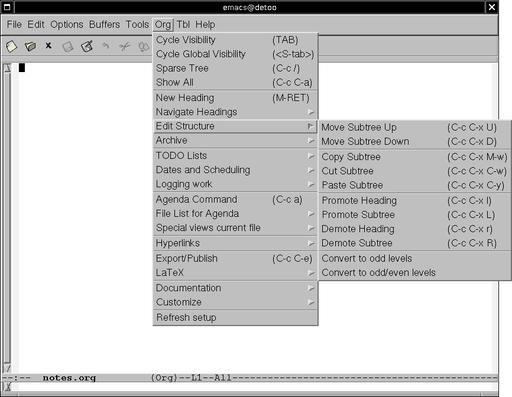 emacs@detoo
File Edit Options Buffers Tools Org Tbl Help
Cycle Visibility (TAB)
Cycle Global Visibility (<S-tab>)
Sparse Tree (C-c /)
Show All (C-c C-a)
New Heading (M-RET)
Navigate Headings
Edit Structure
Archive
TODO Lists
Dates and Scheduling
Logging work
Agenda Command (C-c a)
File List for Agenda
Special views current file
Hyperlinks
Export/Publish (C-c C-e)
LaTeX
Documentation
Customize
Refresh setup
Move Subtree Up (C-c C-x U)
Move Subtree Down (C-c C-x D)
Copy Subtree (C-c C-x M-w)
Cut Subtree (C-c C-x C-w)
Paste Subtree (C-c C-x C-y)
Promote Heading (C-c C-x l)
Promote Subtree (C-c C-x L)
Demote Heading (C-c C-x r)
Demote Subtree (C-c C-x R)
Convert to odd levels
Convert to odd/even levels
--:-- notes.org (Org)--L1--All--------------------------------------------